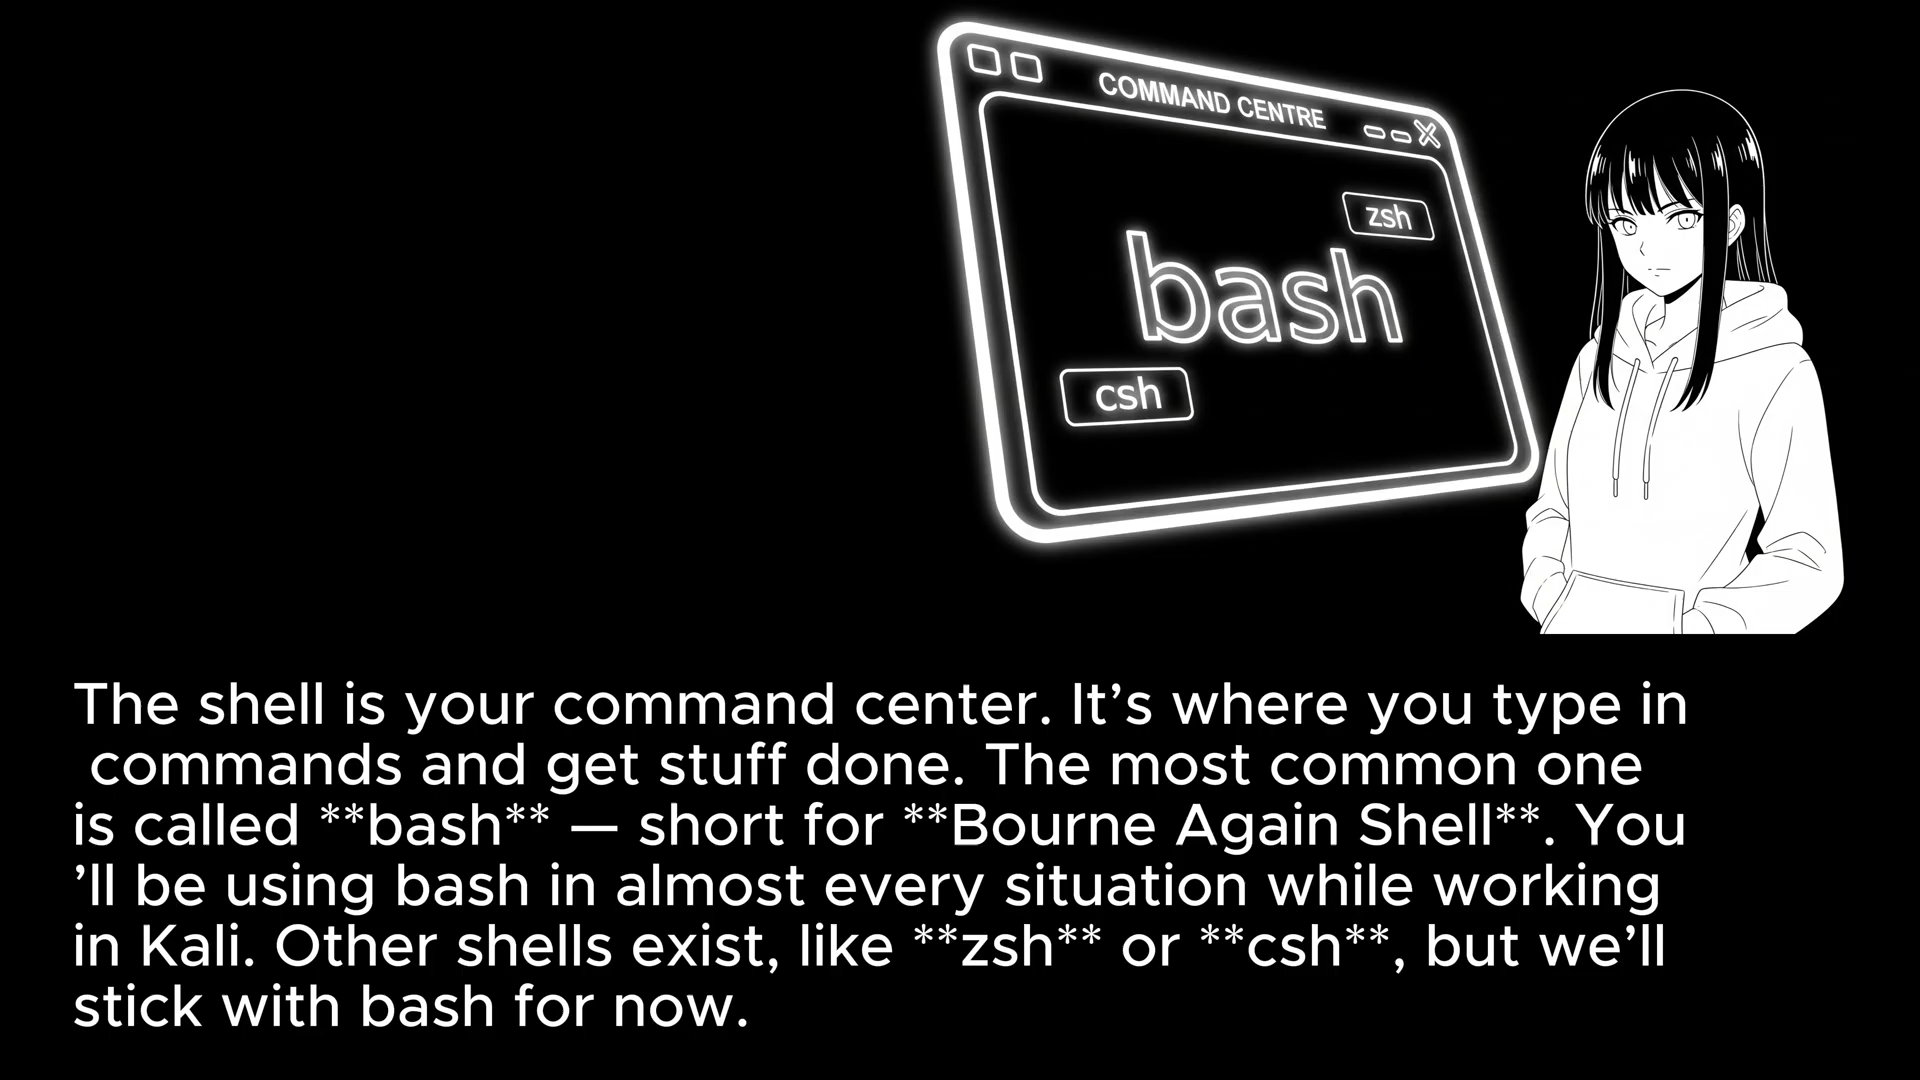 COMMAND CENTRE
zsh
bash
csh
The shell is your command center. It’s where you type in
commands and get stuff done. The most common one
is called **bash** — short for **Bourne Again Shell**. You
’ll be using bash in almost every situation while working
in Kali. Other shells exist, like **zsh** or **csh**, but we’ll
stick with bash for now.